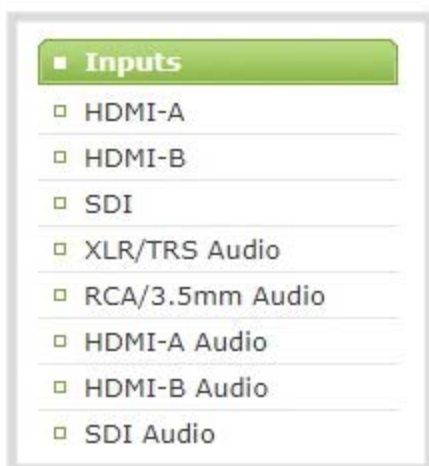 Inputs
HDMI-A
HDMI-B
SDI
XLR/TRS Audio
RCA/3.5mm Audio
HDMI-A Audio
HDMI-B Audio
SDI Audio